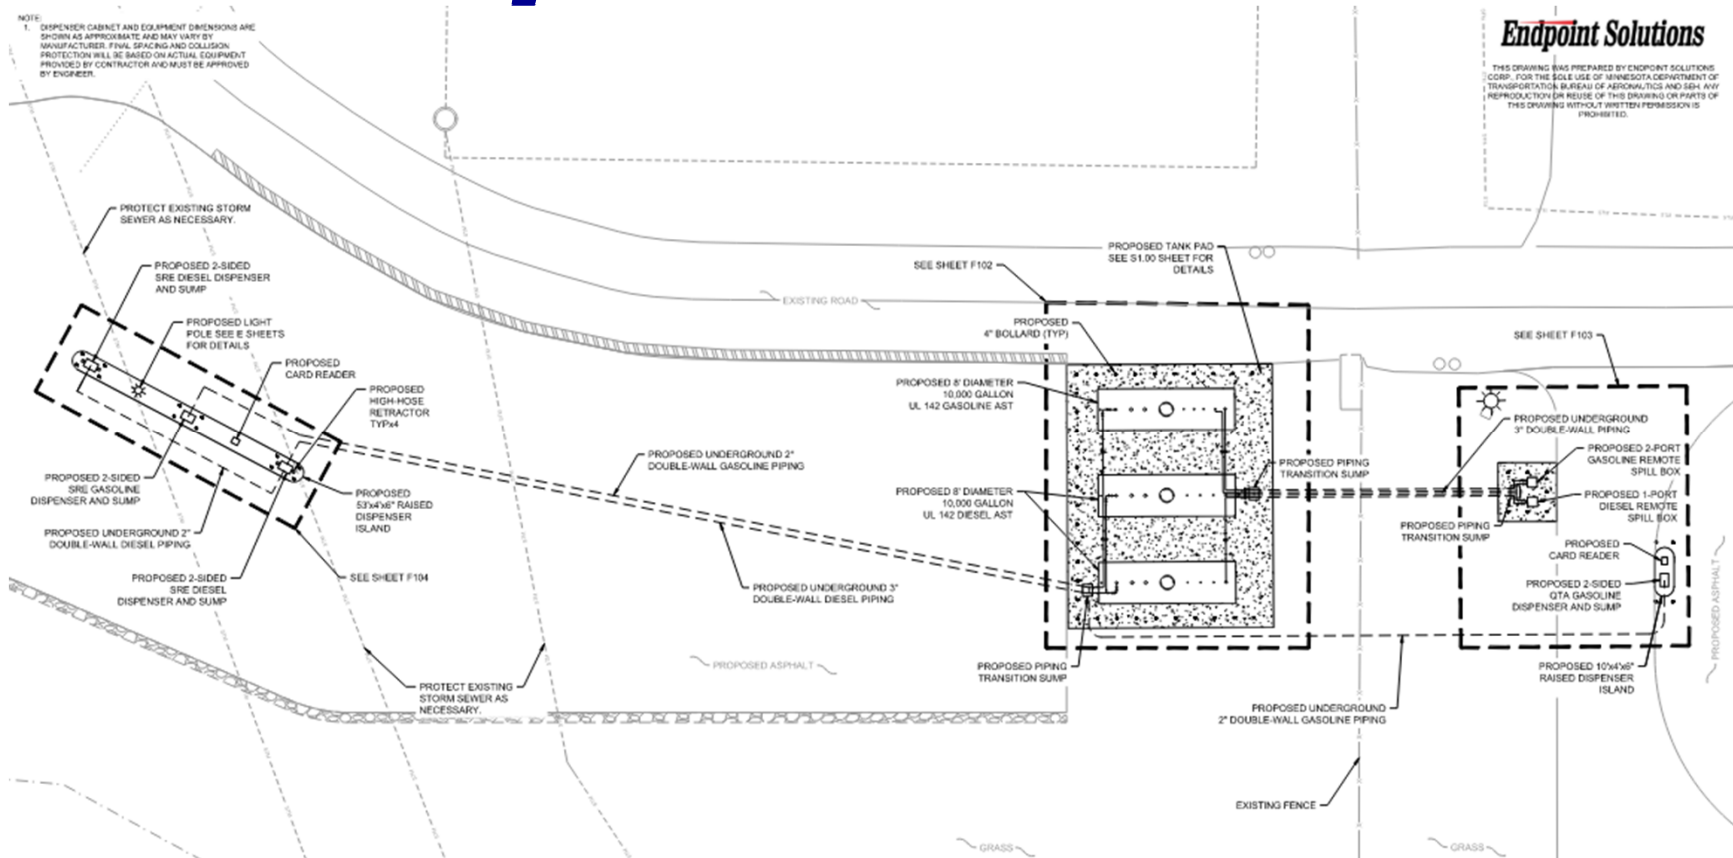 NOTE:
1. DISPENSER CABINET AND EQUIPMENT DIMENSIONS ARE
SHOWN AS APPROXIMATE AND MAY VARY BY
MANUFACTURER. FINAL SPACING AND COLLISION
PROTECTION WILL BE BASED ON ACTUAL EQUIPMENT
PROVIDED BY CONTRACTOR AND MUST BE APPROVED
BY ENGINEER.
Endpoint Solutions
THIS DRAWING WAS PREPARED BY ENDPOINT SOLUTIONS
CORP. FOR THE SOLE USE OF MINNESOTA DEPARTMENT OF
TRANSPORTATION BUREAU OF AERONAUTICS AND SEH. ANY
REPRODUCTION OR REUSE OF THIS DRAWING OR PARTS OF
THIS DRAWING WITHOUT WRITTEN PERMISSION IS
PROHIBITED.
PROTECT EXISTING STORM
SEWER AS NECESSARY.
PROPOSED 2-SIDED
SRE DIESEL DISPENSER
AND SUMP
PROPOSED LIGHT
POLE SEE E SHEETS
FOR DETAILS
PROPOSED
CARD READER
PROPOSED
HIGH-HOSE
RETRACTOR
TYPx4
PROPOSED 2-SIDED
SRE GASOLINE
DISPENSER AND SUMP
PROPOSED
53'x4'x6" RAISED
DISPENSER
ISLAND
PROPOSED UNDERGROUND 2"
DOUBLE-WALL DIESEL PIPING
PROPOSED 2-SIDED
SRE DIESEL
DISPENSER AND SUMP
SEE SHEET F104
PROPOSED UNDERGROUND 2"
DOUBLE-WALL GASOLINE PIPING
PROPOSED UNDERGROUND 3"
DOUBLE-WALL DIESEL PIPING
PROTECT EXISTING
STORM SEWER AS
NECESSARY.
PROPOSED ASPHALT
EXISTING ROAD
SEE SHEET F102
PROPOSED TANK PAD
SEE S1.00 SHEET FOR
DETAILS
PROPOSED
4" BOLLARD (TYP)
PROPOSED 8' DIAMETER
10,000 GALLON
UL 142 GASOLINE AST
PROPOSED 8' DIAMETER
10,000 GALLON
UL 142 DIESEL AST
PROPOSED PIPING
TRANSITION SUMP
PROPOSED PIPING
TRANSITION SUMP
SEE SHEET F103
PROPOSED UNDERGROUND
3" DOUBLE-WALL PIPING
PROPOSED 2-PORT
GASOLINE REMOTE
SPILL BOX
PROPOSED 1-PORT
DIESEL REMOTE
SPILL BOX
PROPOSED PIPING
TRANSITION SUMP
PROPOSED
CARD READER
PROPOSED 2-SIDED
QTA GASOLINE
DISPENSER AND SUMP
PROPOSED 10'x4'x6"
RAISED DISPENSER
ISLAND
PROPOSED ASPHALT
PROPOSED UNDERGROUND
2" DOUBLE-WALL GASOLINE PIPING
EXISTING FENCE
GRASS
GRASS